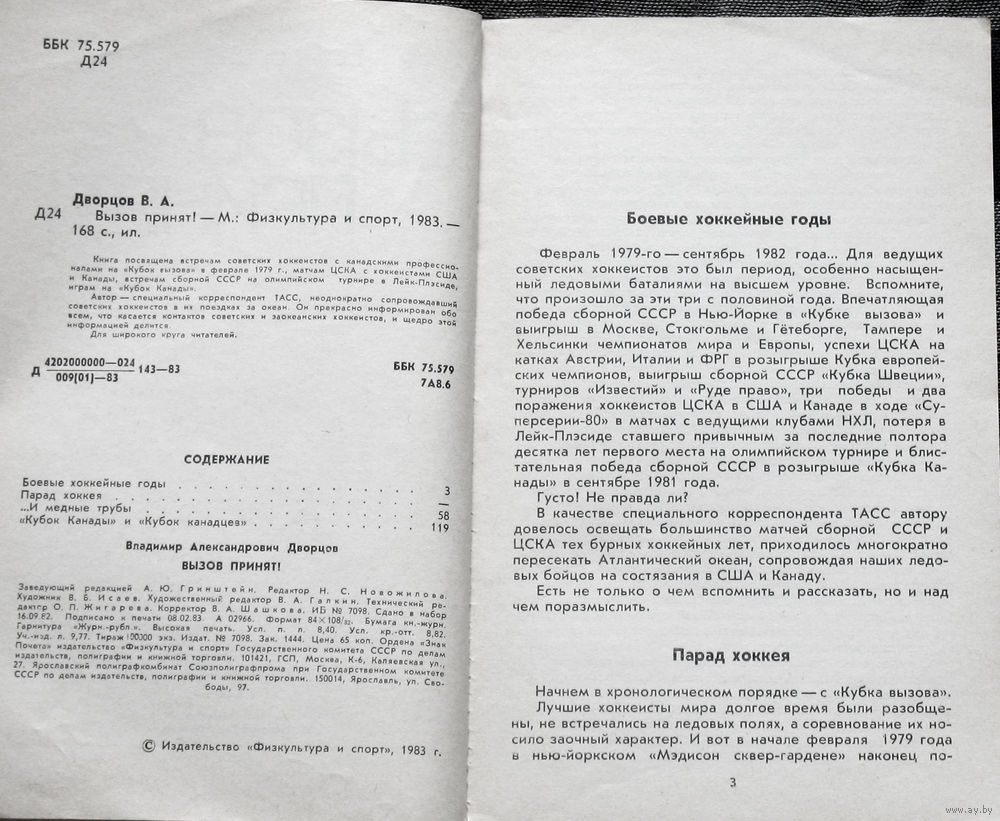 ББК 75.579
Д24
Дворцов В. А.
Д24 Вызов принят! — М.: Физкультура и спорт, 1983. —
168 с., ил.
Книга посвящена встречам советских хоккеистов с канадскими профессио-
налами на «Кубок вызова» в феврале 1979 г., матчам ЦСКА с хоккеистами США
и Канады, встречам сборной СССР на олимпийском турнире в Лейк-Плэсиде,
играм на «Кубок Канады».
Автор — специальный корреспондент ТАСС, неоднократно сопровождавший
советских хоккеистов в их поездках за океан. Он прекрасно информирован обо
всем, что касается контактов советских и заокеанских хоккеистов, и щедро этой
информацией делится.
Для широкого круга читателей.
Д 4202000000—024 143—83 ББК 75.579
009(01)—83 7А8.6
СОДЕРЖАНИЕ
Боевые хоккейные годы . . . . . . . . . . . . . . . 3
Парад хоккея . . . . . . . . . . . . . . . . . —
...И медные трубы . . . . . . . . . . . . . . . 58
«Кубок Канады» и «Кубок канадцев» . . . . . . . . . . 119
Владимир Александрович Дворцов
ВЫЗОВ ПРИНЯТ!
Заведующий редакцией А. Ю. Гринштейн. Редактор Н. С. Новожилова.
Художник В. Б. Исаев. Художественный редактор В. А. Галкин. Технический ре-
дактор О. П. Жигарева. Корректор В. А. Шашкова. ИБ № 7098. Сдано в набор
16.09.82. Подписано к печати 08.02.83. А 02966. Формат 84×108/32. Бумага кн.-журн.
Гарнитура «Журн.-рубл.». Высокая печать. Усл. п. л. 8,40. Усл. кр.-отт. 8,82.
Уч.-изд. л. 9,77. Тираж 100000 экз. Издат. № 7098. Зак. 1444. Цена 65 коп. Ордена «Знак
Почета» издательство «Физкультура и спорт» Государственного комитета СССР по делам
издательств, полиграфии и книжной торговли. 101421, ГСП, Москва, К-6, Каляевская ул.,
27. Ярославский полиграфкомбинат Союзполиграфпрома при Государственном комитете
СССР по делам издательств, полиграфии и книжной торговли. 150014, Ярославль, ул. Сво-
боды, 97.
© Издательство «Физкультура и спорт», 1983 г.
Боевые хоккейные годы
Февраль 1979-го — сентябрь 1982 года... Для ведущих
советских хоккеистов это был период, особенно насыщен-
ный ледовыми баталиями на высшем уровне. Вспомните,
что произошло за эти три с половиной года. Впечатляющая
победа сборной СССР в Нью-Йорке в «Кубке вызова» и
выигрыш в Москве, Стокгольме и Гётеборге, Тампере и
Хельсинки чемпионатов мира и Европы, успехи ЦСКА на
катках Австрии, Италии и ФРГ в розыгрыше Кубка европей-
ских чемпионов, выигрыш сборной СССР «Кубка Швеции»,
турниров «Известий» и «Руде право», три победы и два
поражения хоккеистов ЦСКА в США и Канаде в ходе «Су-
персерии-80» в матчах с ведущими клубами НХЛ, потеря в
Лейк-Плэсиде ставшего привычным за последние полтора
десятка лет первого места на олимпийском турнире и блис-
тательная победа сборной СССР в розыгрыше «Кубка Ка-
нады» в сентябре 1981 года.
Густо! Не правда ли?
В качестве специального корреспондента ТАСС автору
довелось освещать большинство матчей сборной СССР и
ЦСКА тех бурных хоккейных лет, приходилось многократно
пересекать Атлантический океан, сопровождая наших ледо-
вых бойцов на состязания в США и Канаду.
Есть не только о чем вспомнить и рассказать, но и над
чем поразмыслить.
Парад хоккея
Начнем в хронологическом порядке — с «Кубка вызова».
Лучшие хоккеисты мира долгое время были разобще-
ны, не встречались на ледовых полях, а соревнование их но-
сило заочный характер. И вот в начале февраля 1979 года
в нью-йоркском «Мэдисон сквер-гардене» наконец по-
3
www.ay.by